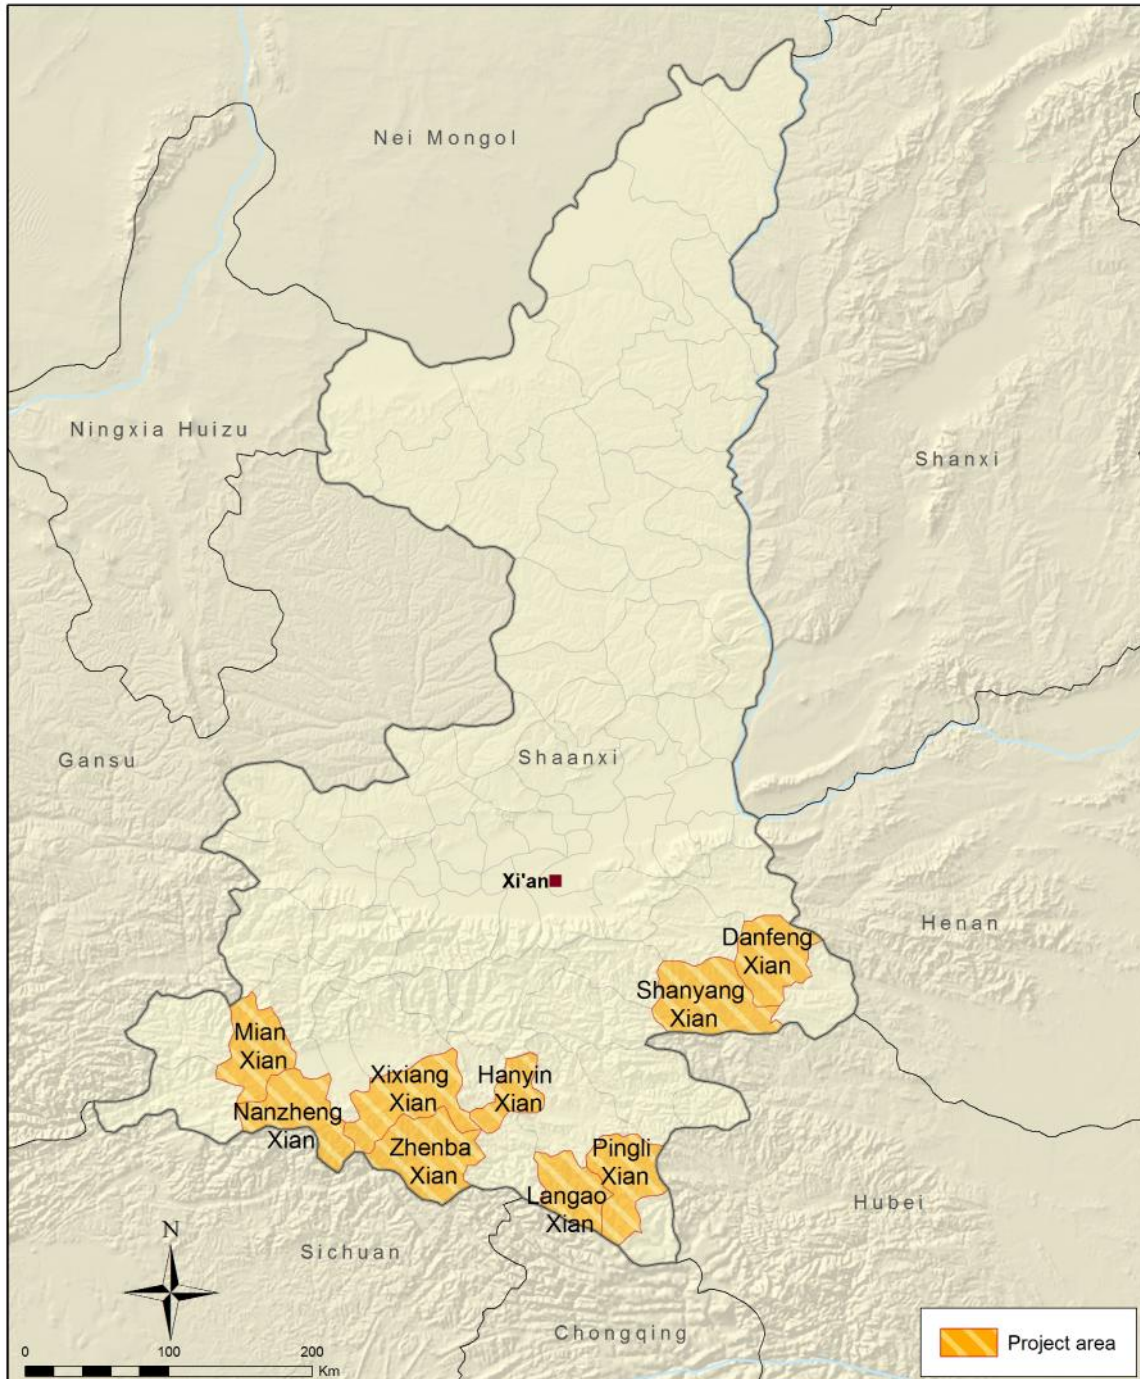 Nei Mongol
Ningxia Huizu
Shanxi
Gansu
Shaanxi
Xi'an
Henan
Danfeng
Xian
Shanyang
Xian
Mian
Xian
Xixiang
Xian
Hanyin
Xian
Nanzheng
Xian
Zhenba
Xian
Pingli
Xian
Langao
Xian
Hubei
N
Sichuan
Chongqing
Project area
0 100 200
Km